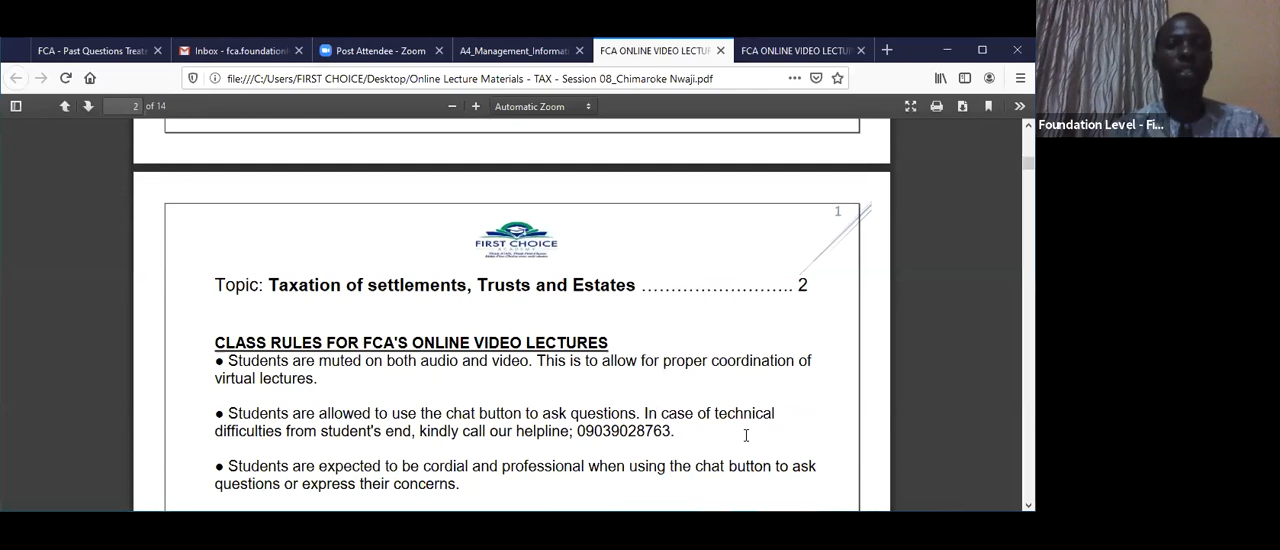 FCA - Past Questions Treat
Inbox - fca.foundation
Post Attendee - Zoom
A4_Management_Informat
FCA ONLINE VIDEO LECTU
FCA ONLINE VIDEO LECTU
file:///C:/Users/FIRST CHOICE/Desktop/Online Lecture Materials - TAX - Session 08_Chimaroke Nwaji.pdf
2 of 14
Automatic Zoom
Foundation Level - Fi...
1
FIRST CHOICE
Topic: Taxation of settlements, Trusts and Estates …………………….. 2
CLASS RULES FOR FCA'S ONLINE VIDEO LECTURES
● Students are muted on both audio and video. This is to allow for proper coordination of
virtual lectures.
● Students are allowed to use the chat button to ask questions. In case of technical
difficulties from student's end, kindly call our helpline; 09039028763.
● Students are expected to be cordial and professional when using the chat button to ask
questions or express their concerns.